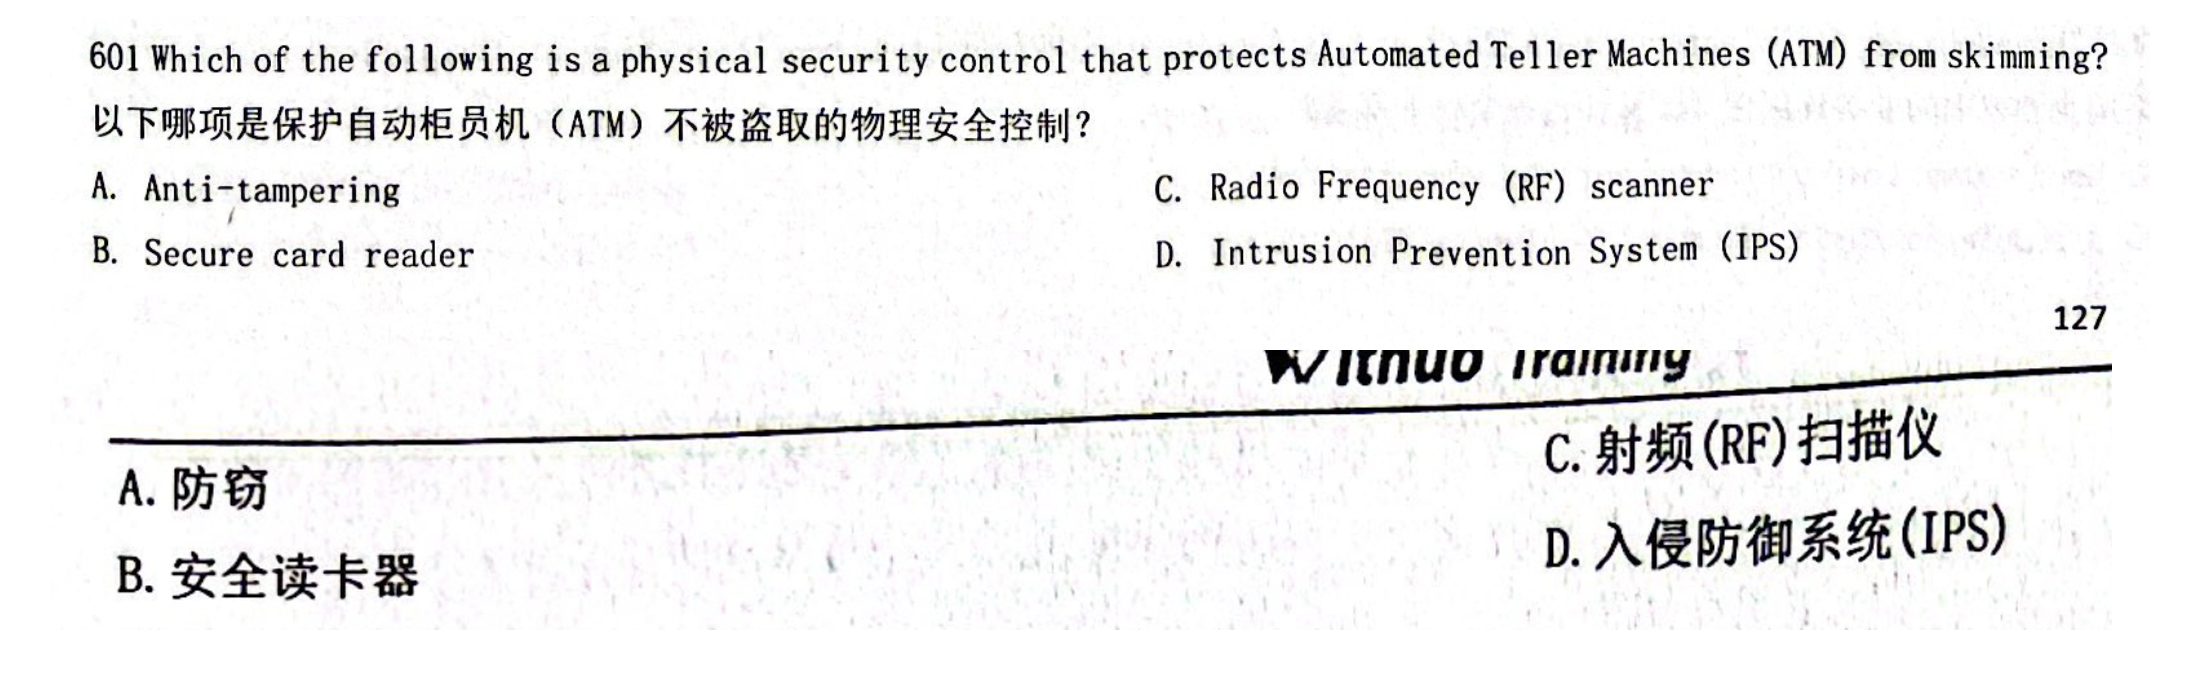 601 Which of the following is a physical security control that protects Automated Teller Machines (ATM) from skimming?
以下哪项是保护自动柜员机（ATM）不被盗取的物理安全控制？
A. Anti-tampering
C. Radio Frequency (RF) scanner
B. Secure card reader
D. Intrusion Prevention System (IPS)
127
Training
C. 射频(RF)扫描仪
A. 防窃
D. 入侵防御系统(IPS)
B. 安全读卡器